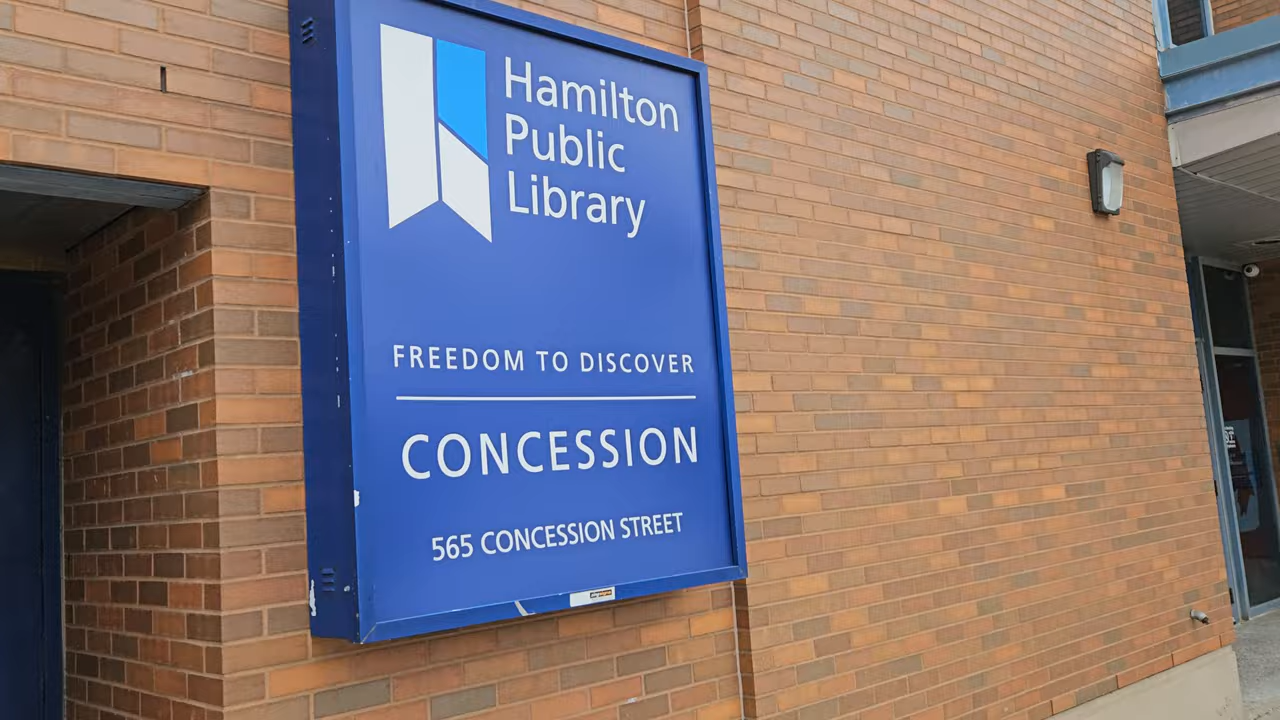 Hamilton
Public
Library
FREEDOM TO DISCOVER
CONCESSION
565 CONCESSION STREET